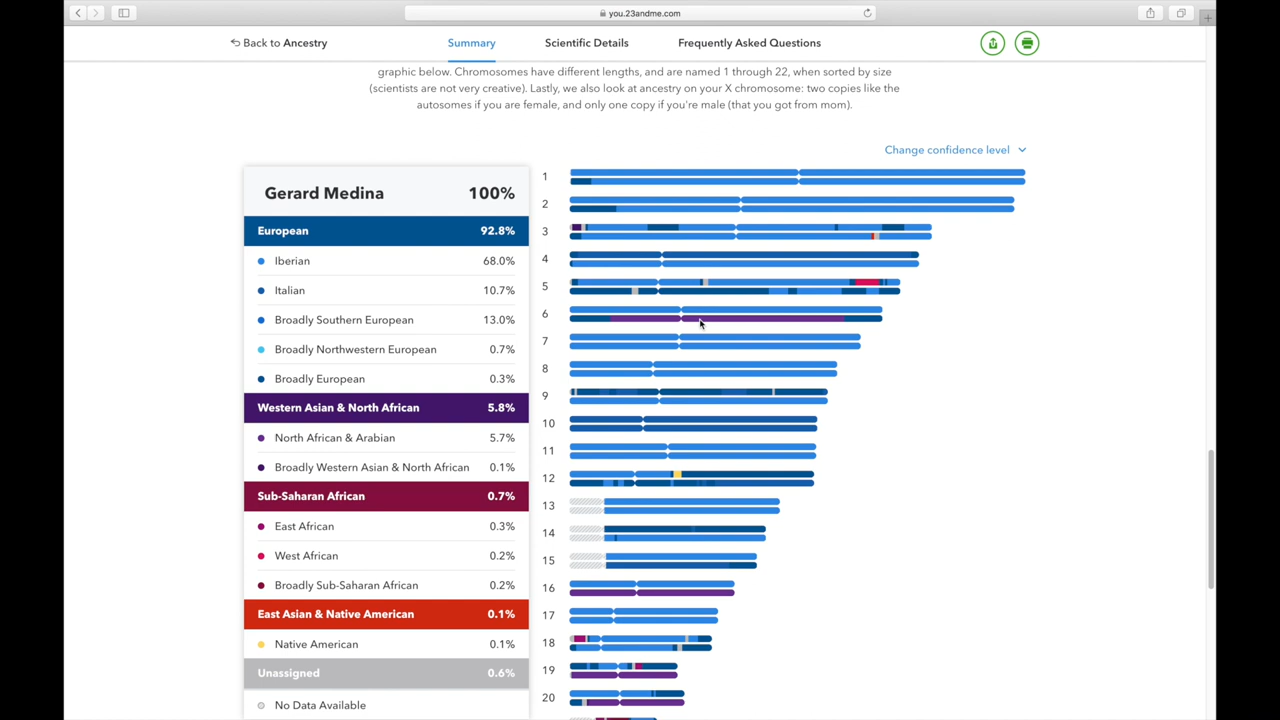 you.23andme.com
Back to Ancestry
Summary
Scientific Details
Frequently Asked Questions
graphic below. Chromosomes have different lengths, and are named 1 through 22, when sorted by size
(scientists are not very creative). Lastly, we also look at ancestry on your X chromosome: two copies like the
autosomes if you are female, and only one copy if you're male (that you got from mom).
Change confidence level
Gerard Medina 100%
European 92.8%
Iberian 68.0%
Italian 10.7%
Broadly Southern European 13.0%
Broadly Northwestern European 0.7%
Broadly European 0.3%
Western Asian & North African 5.8%
North African & Arabian 5.7%
Broadly Western Asian & North African 0.1%
Sub-Saharan African 0.7%
East African 0.3%
West African 0.2%
Broadly Sub-Saharan African 0.2%
East Asian & Native American 0.1%
Native American 0.1%
Unassigned 0.6%
No Data Available
1
2
3
4
5
6
7
8
9
10
11
12
13
14
15
16
17
18
19
20